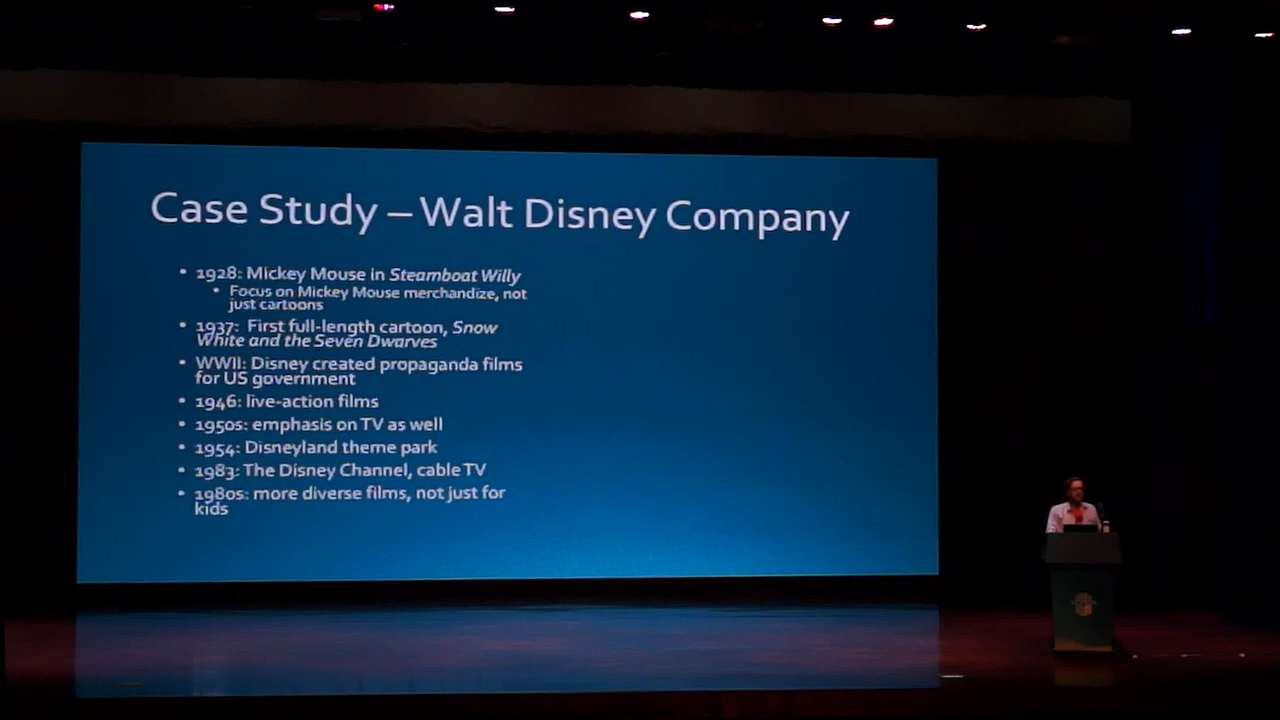 Case Study – Walt Disney Company
• 1928: Mickey Mouse in Steamboat Willy
• Focus on Mickey Mouse merchandize, not
just cartoons
• 1937: First full-length cartoon, Snow
White and the Seven Dwarves
• WWII: Disney created propaganda films
for US government
• 1946: live-action films
• 1950s: emphasis on TV as well
• 1954: Disneyland theme park
• 1983: The Disney Channel, cable TV
• 1980s: more diverse films, not just for
kids